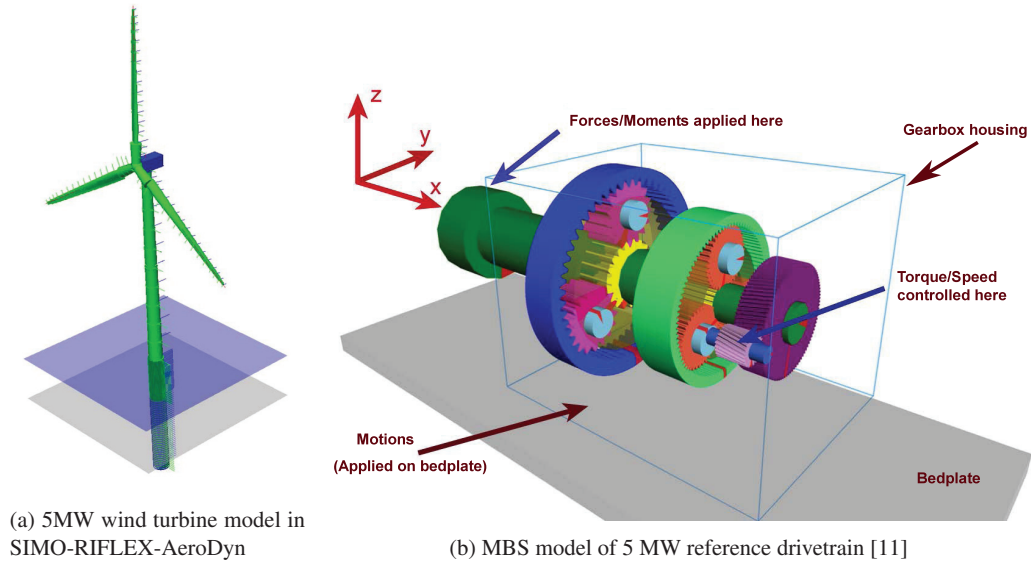 z
y
x
Forces/Moments applied here
Gearbox housing
Torque/Speed
controlled here
Motions
(Applied on bedplate)
Bedplate
(a) 5MW wind turbine model in
SIMO-RIFLEX-AeroDyn
(b) MBS model of 5 MW reference drivetrain [11]